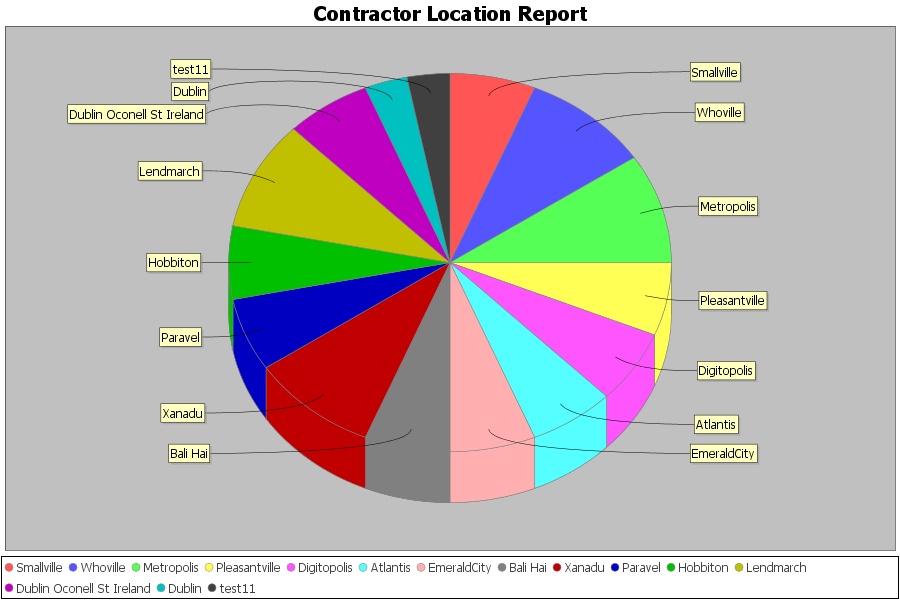 Contractor Location Report
test11
Smallville
Dublin
Whoville
Dublin Oconell St Ireland
Lendmarch
Metropolis
Hobbiton
Pleasantville
Paravel
Digitopolis
Xanadu
Atlantis
Bali Hai
EmeraldCity
Smallville Whoville Metropolis Pleasantville Digitopolis Atlantis EmeraldCity Bali Hai Xanadu Paravel Hobbiton Lendmarch
Dublin Oconell St Ireland Dublin test11